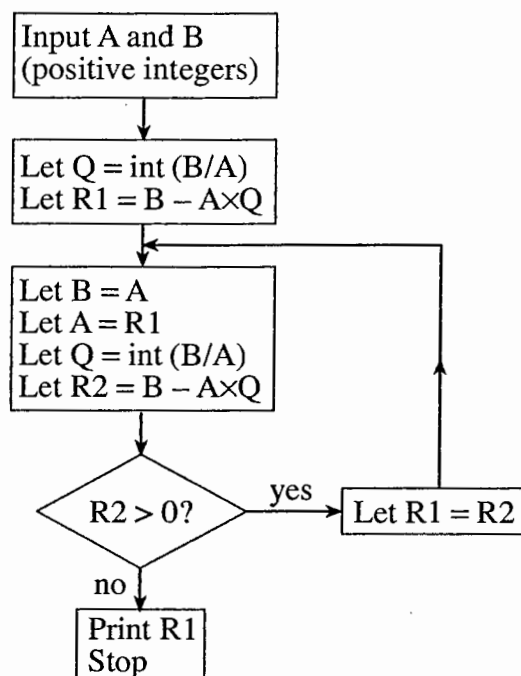 Input A and B
(positive integers)
Let Q = int (B/A)
Let R1 = B – A×Q
Let B = A
Let A = R1
Let Q = int (B/A)
Let R2 = B – A×Q
R2 > 0?
yes
Let R1 = R2
no
Print R1
Stop